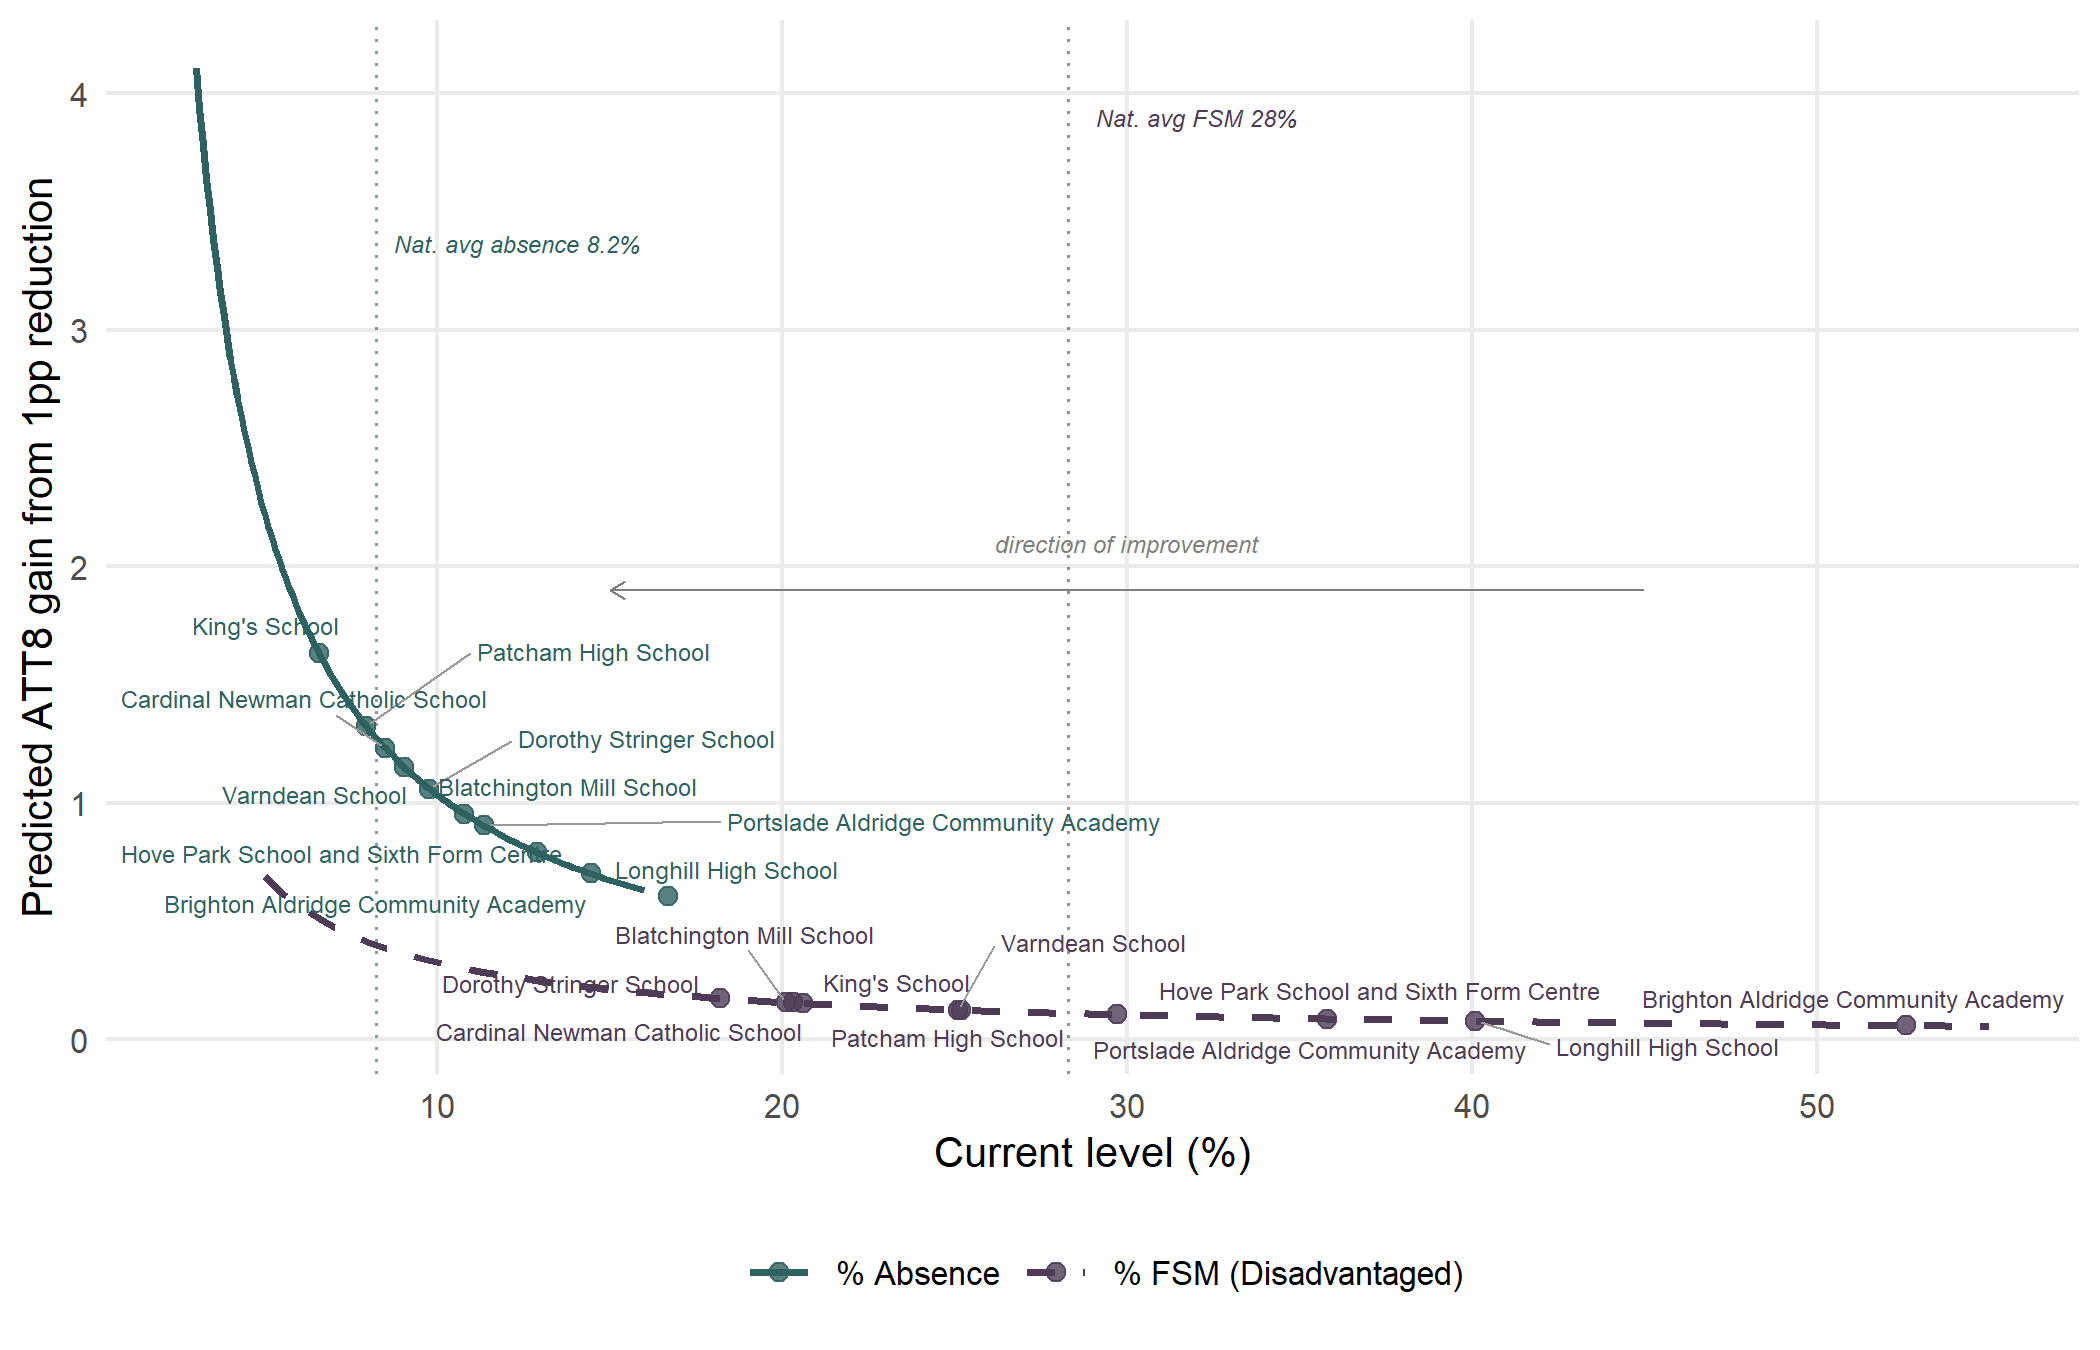 4
Nat. avg FSM 28%
Nat. avg absence 8.2%
3
direction of improvement
2
King's School
Patcham High School
Cardinal Newman Catholic School
Dorothy Stringer School
Blatchington Mill School
Varndean School
1
Portslade Aldridge Community Academy
Hove Park School and Sixth Form Centre
Longhill High School
Brighton Aldridge Community Academy
Blatchington Mill School
Varndean School
Dorothy Stringer School
King's School
Hove Park School and Sixth Form Centre
Brighton Aldridge Community Academy
Cardinal Newman Catholic School
Patcham High School
Portslade Aldridge Community Academy
Longhill High School
0
10
20
30
40
50
Predicted ATT8 gain from 1pp reduction
Current level (%)
% Absence
% FSM (Disadvantaged)